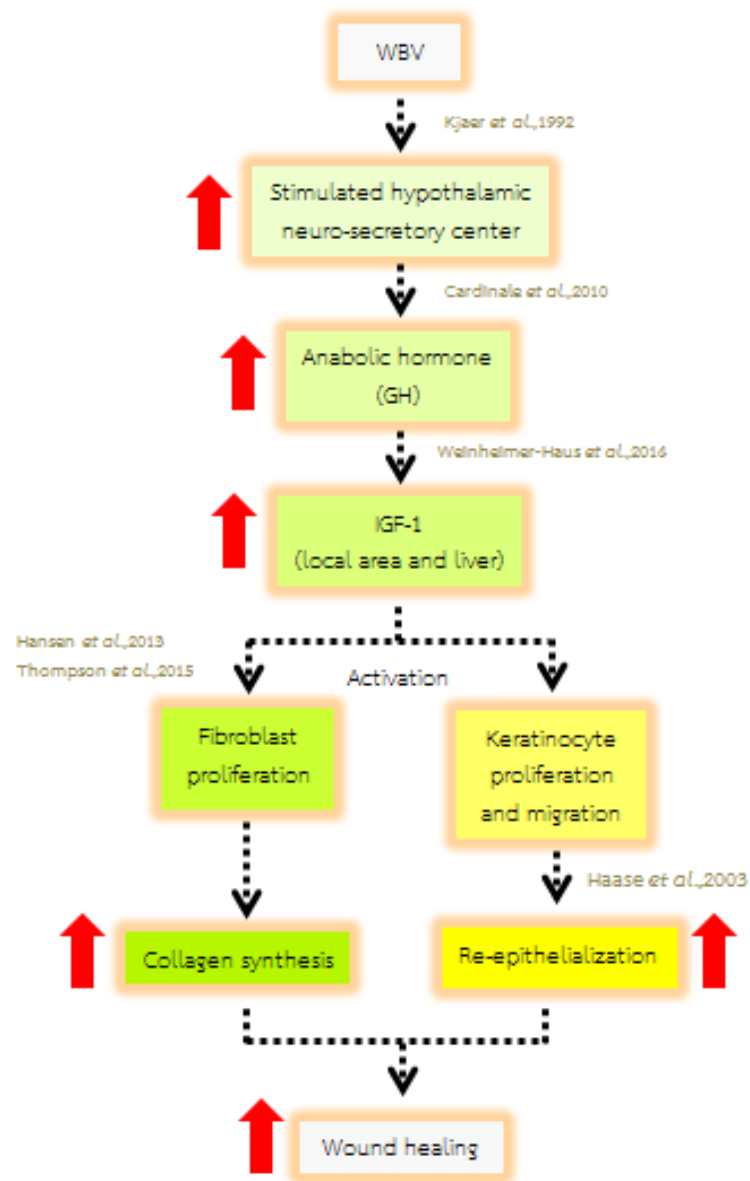 WBV
Kjaer et al.,1992
Stimulated hypothalamic
neuro-secretory center
Cardinale et al.,2010
Anabolic hormone
(GH)
Weinheimer-Haus et al.,2016
IGF-1
(local area and liver)
Hansen et al.,2013
Thompson et al.,2015
Activation
Fibroblast
proliferation
Keratinocyte
proliferation
and migration
Haase et al.,2003
Collagen synthesis
Re-epithelialization
Wound healing